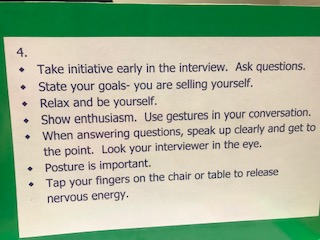 4.
• Take initiative early in the interview. Ask questions.
• State your goals- you are selling yourself.
• Relax and be yourself.
• Show enthusiasm. Use gestures in your conversation.
• When answering questions, speak up clearly and get to
the point. Look your interviewer in the eye.
• Posture is important.
• Tap your fingers on the chair or table to release
nervous energy.